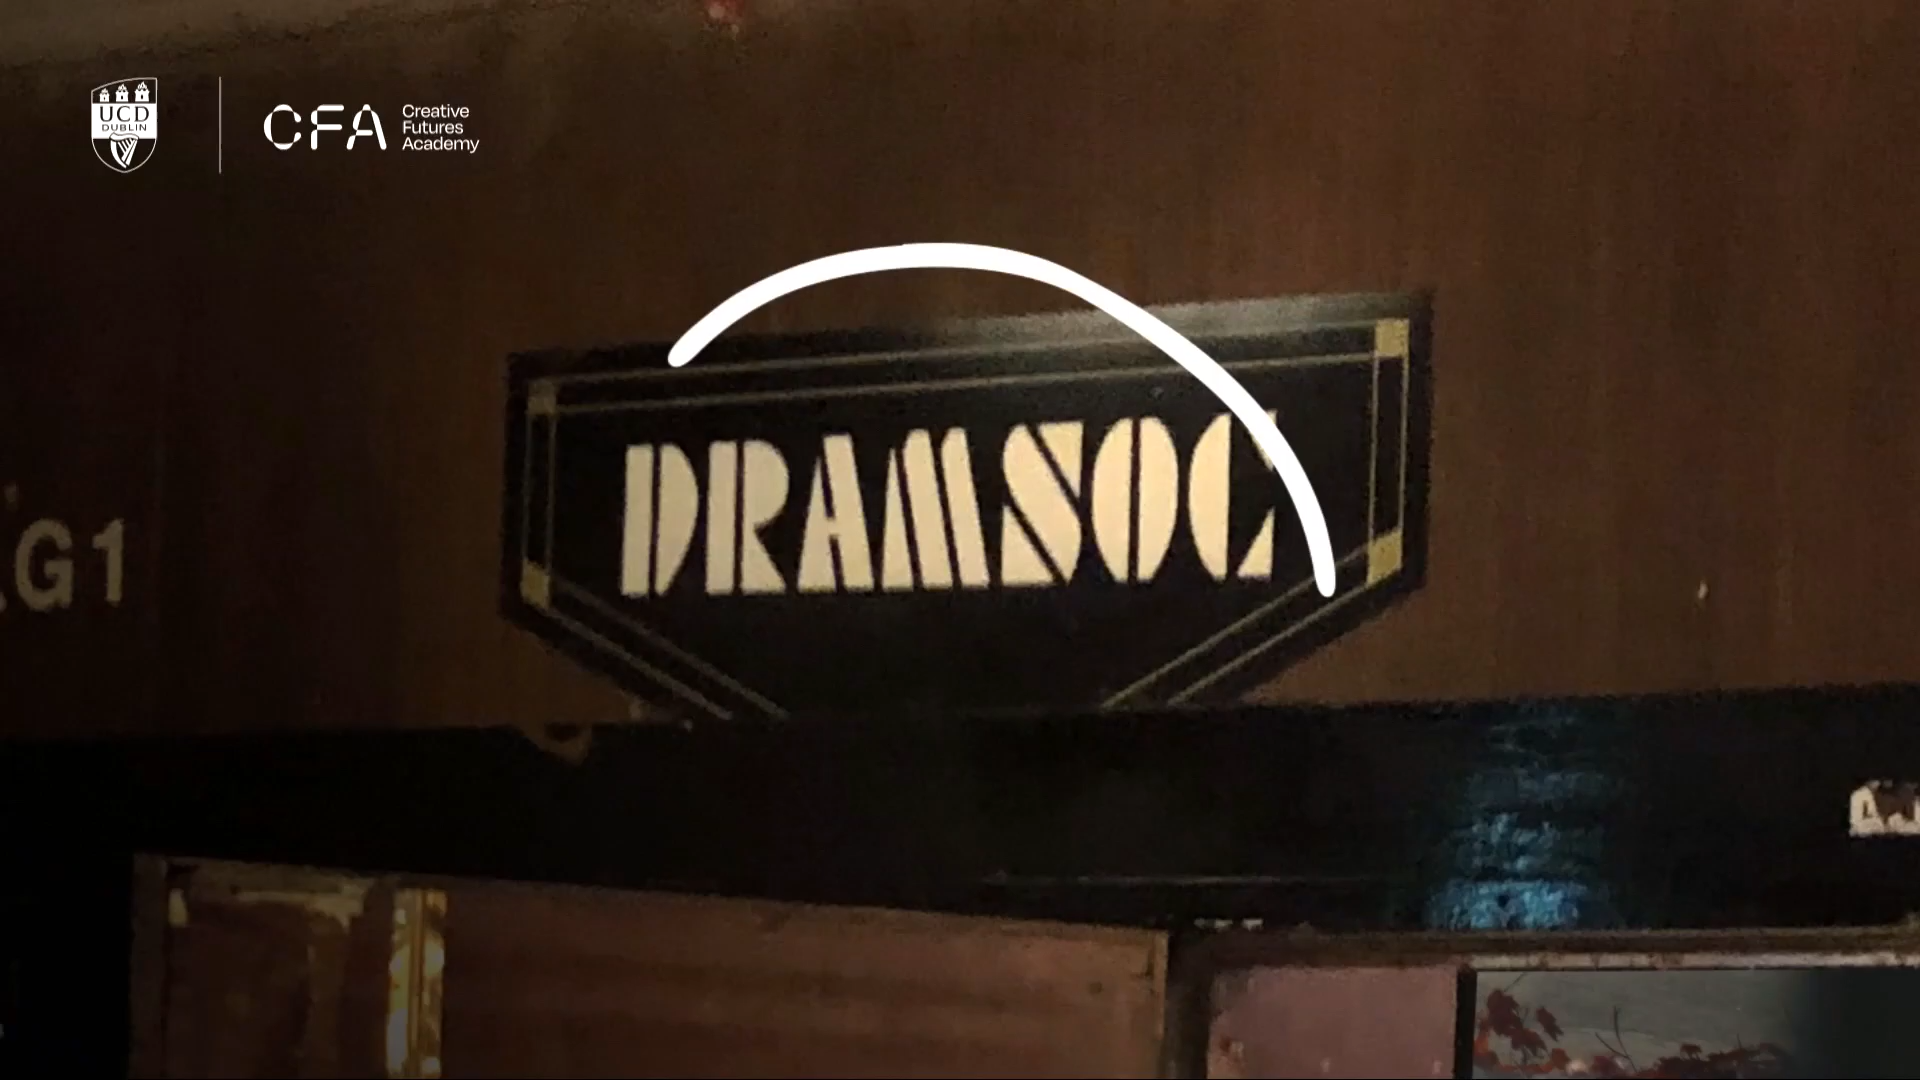 UCD
DUBLIN
CFA
Creative
Futures
Academy
DRAMSOC
G1